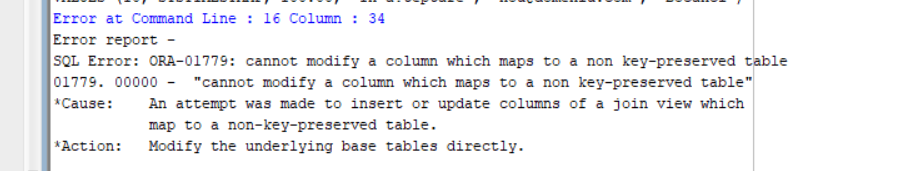 Error at Command Line : 16 Column : 34
Error report -
SQL Error: ORA-01779: cannot modify a column which maps to a non key-preserved table
01779. 00000 -  "cannot modify a column which maps to a non key-preserved table"
*Cause:    An attempt was made to insert or update columns of a join view which
           map to a non-key-preserved table.
*Action:   Modify the underlying base tables directly.